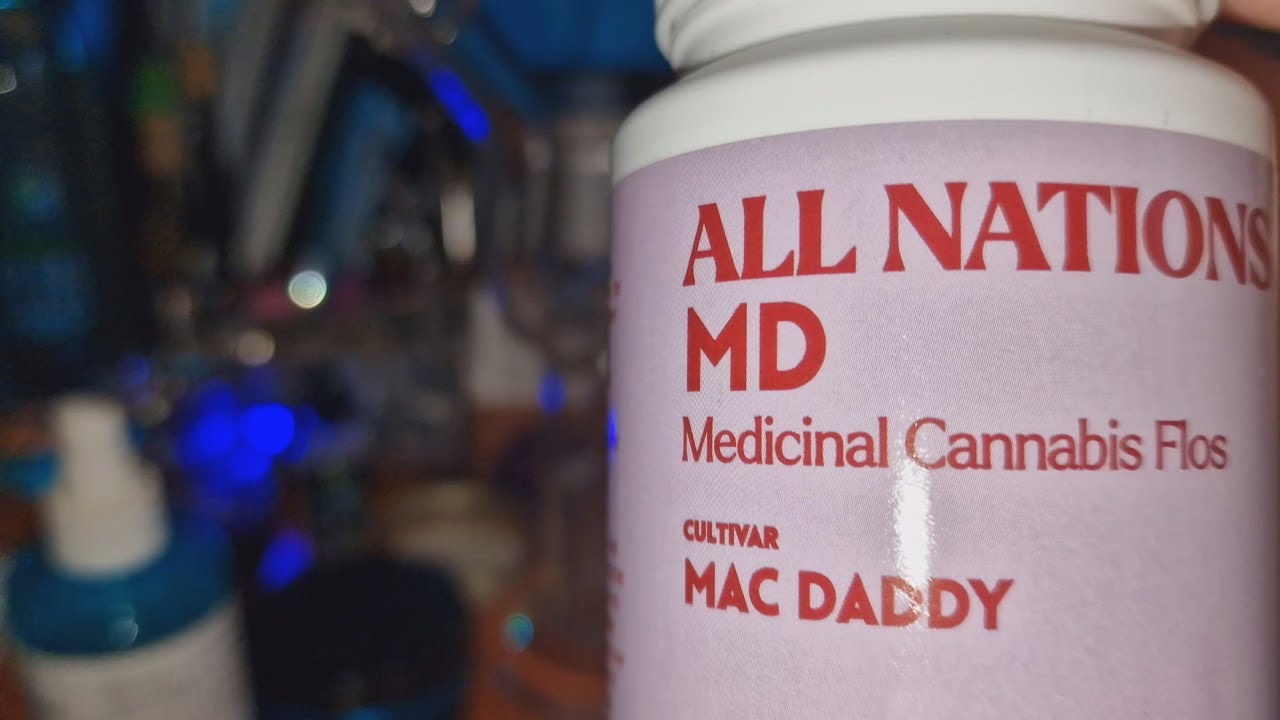 ALL NATIONS
MD
Medicinal Cannabis Flos
CULTIVAR
MAC DADDY